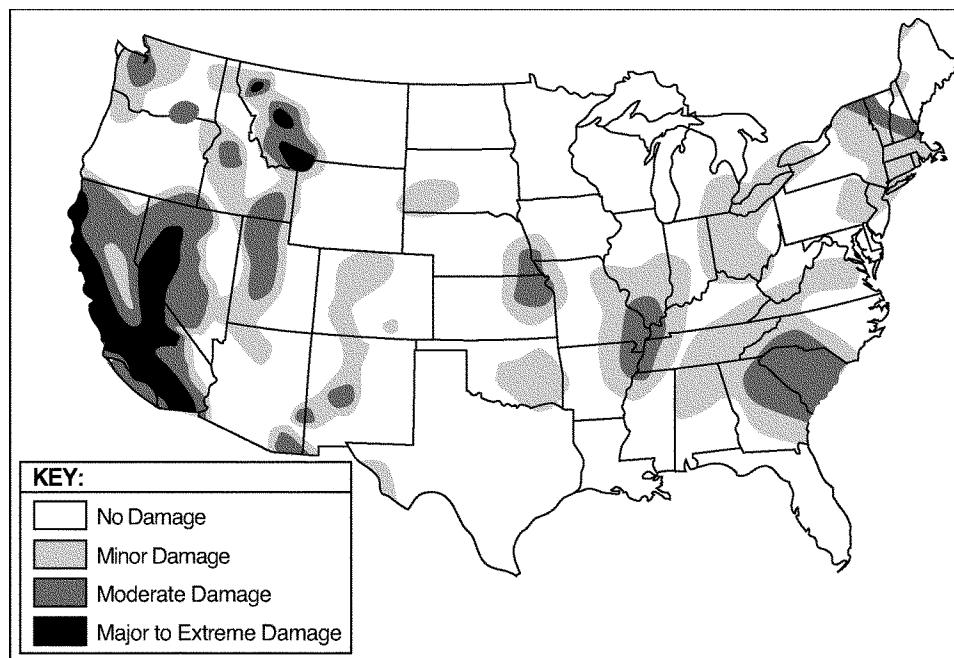 KEY:
No Damage
Minor Damage
Moderate Damage
Major to Extreme Damage